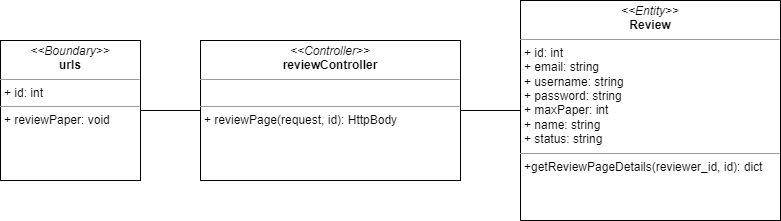 <<Boundary>>
urls
+ id: int
+ reviewPaper: void
<<Controller>>
reviewController
+ reviewPage(request, id): HttpBody
<<Entity>>
Review
+ id: int
+ email: string
+ username: string
+ password: string
+ maxPaper: int
+ name: string
+ status: string
+getReviewPageDetails(reviewer_id, id): dict